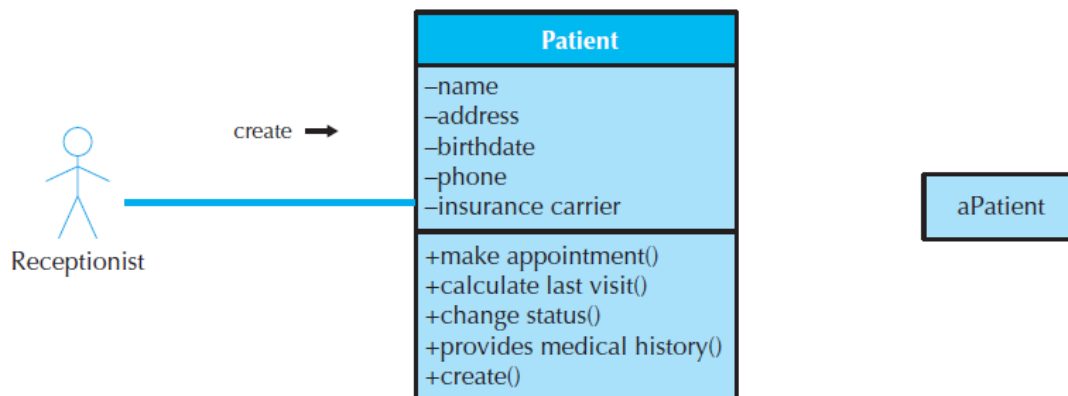 Patient
–name
–address
–birthdate
–phone
–insurance carrier
create
Receptionist
+make appointment()
+calculate last visit()
+change status()
+provides medical history()
+create()
aPatient